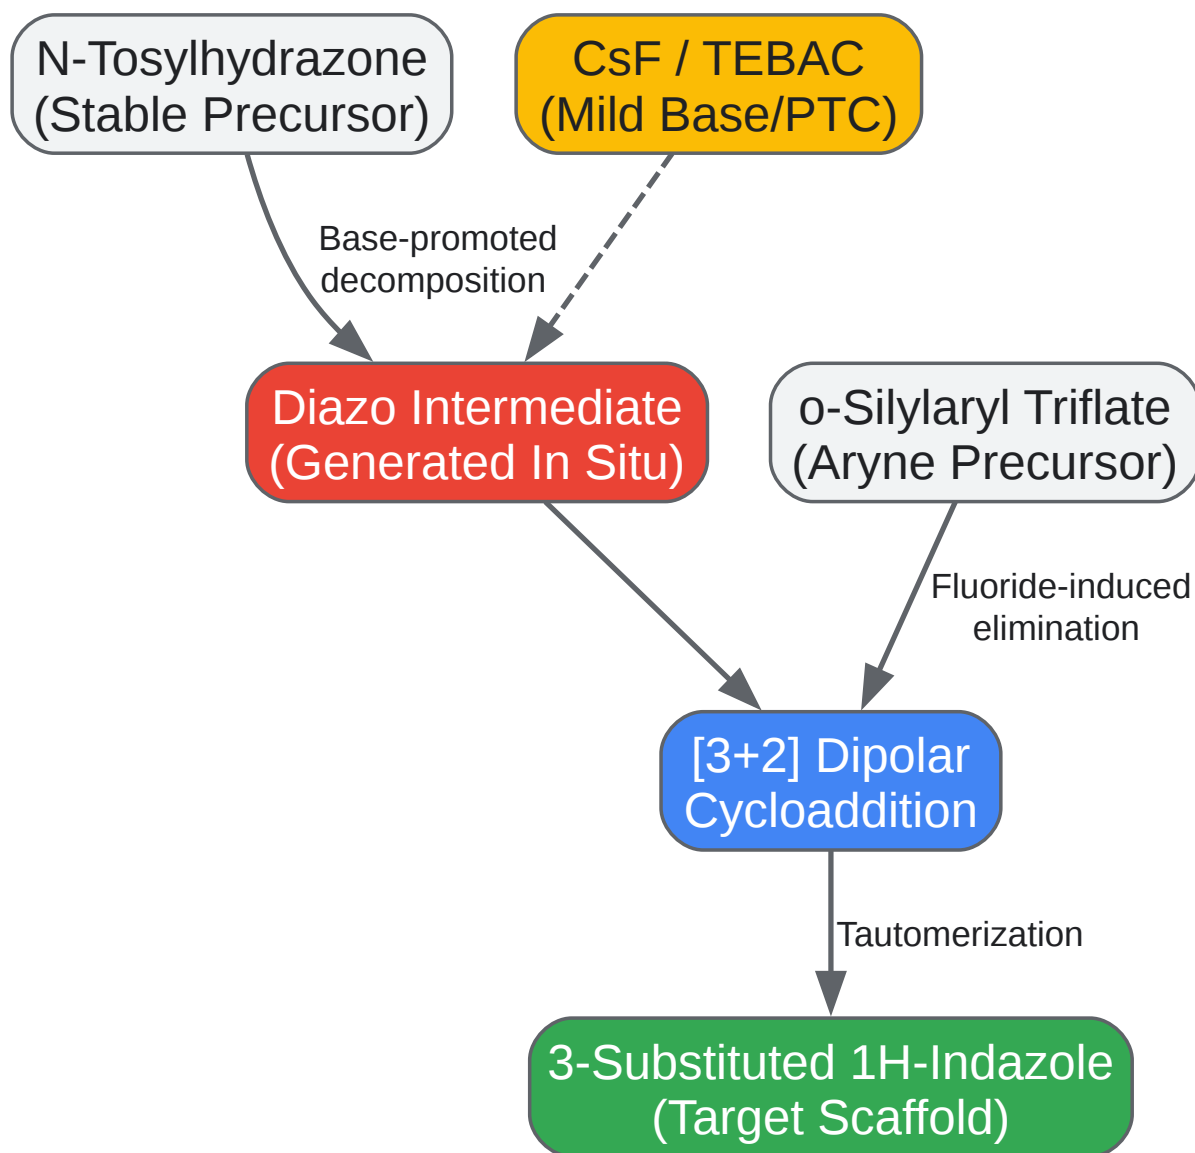 N-Tosylhydrazone
(Stable Precursor)
CsF / TEBAC
(Mild Base/PTC)
Base-promoted
decomposition
Diazo Intermediate
(Generated In Situ)
o-Silylaryl Triflate
(Aryne Precursor)
Fluoride-induced
elimination
[3+2] Dipolar
Cycloaddition
Tautomerization
3-Substituted 1H-Indazole
(Target Scaffold)